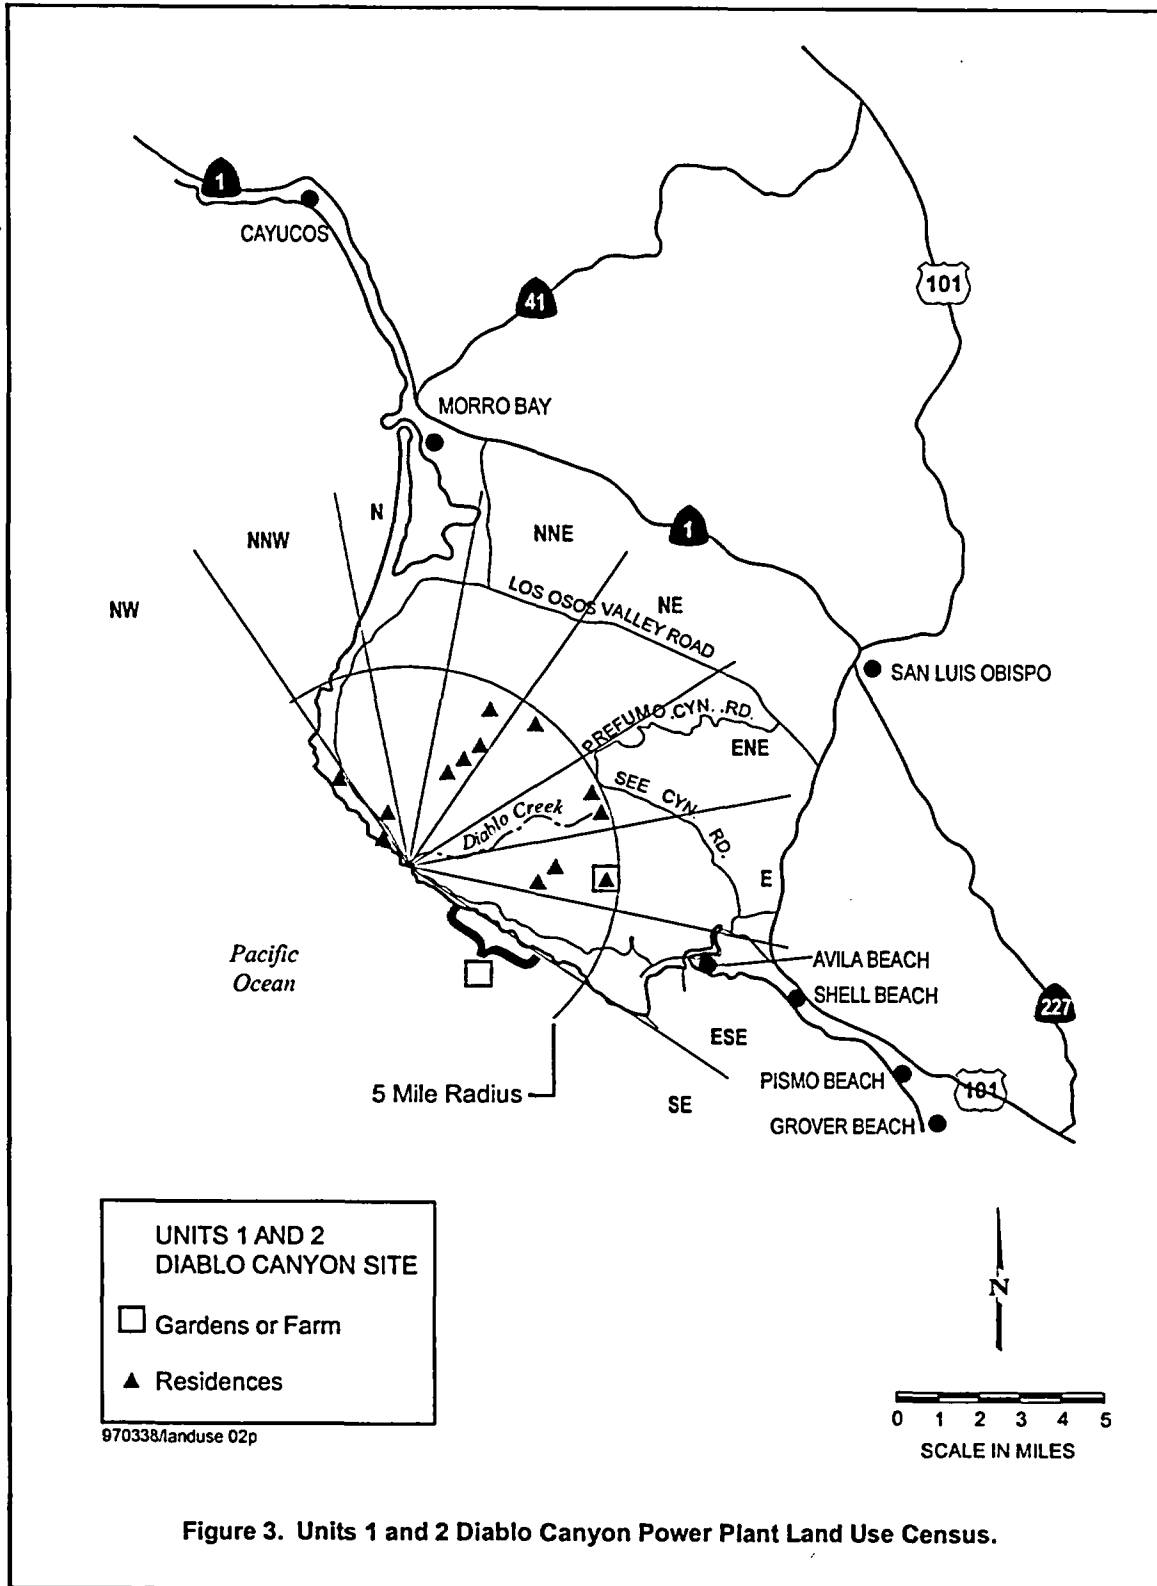 1
CAYUCOS
41
101
MORRO BAY
N
NNW
NNE
1
NW
LOS OSOS VALLEY ROAD
NE
SAN LUIS OBISPO
PREFUMO CYN. RD.
ENE
SEE CYN. RD.
Diablo Creek
E
Pacific
Ocean
AVILA BEACH
SHELL BEACH
227
ESE
5 Mile Radius
PISMO BEACH
101
SE
GROVER BEACH
UNITS 1 AND 2
DIABLO CANYON SITE
Gardens or Farm
Residences
N
970338/landuse 02p
0 1 2 3 4 5
SCALE IN MILES
Figure 3. Units 1 and 2 Diablo Canyon Power Plant Land Use Census.